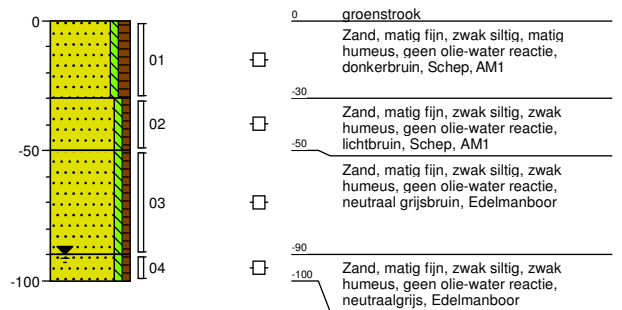 0
-50
-100
01
02
03
04
0 groenstrook
Zand, matig fijn, zwak siltig, matig
humeus, geen olie-water reactie,
donkerbruin, Schep, AM1
-30
Zand, matig fijn, zwak siltig, zwak
humeus, geen olie-water reactie,
lichtbruin, Schep, AM1
-50
Zand, matig fijn, zwak siltig, zwak
humeus, geen olie-water reactie,
neutraal grijsbruin, Edelmanboor
-90
Zand, matig fijn, zwak siltig, zwak
humeus, geen olie-water reactie,
neutraalgrijs, Edelmanboor
-100